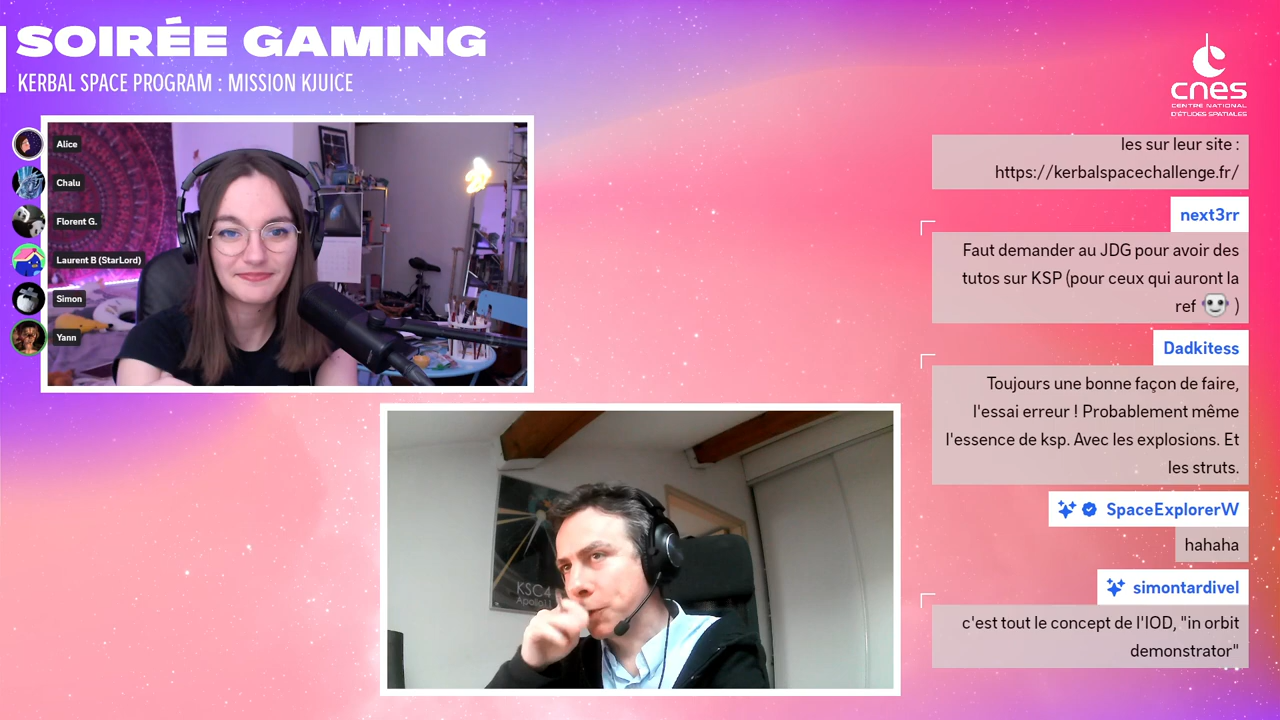 SOIRÉE GAMING
KERBAL SPACE PROGRAM : MISSION KJUICE
cnes
CENTRE NATIONAL
D'ÉTUDES SPATIALES
Alice
Chalu
Florent G.
Laurent B (StarLord)
Simon
Yann
KSC4
les sur leur site :
https://kerbalspacechallenge.fr/
next3rr
Faut demander au JDG pour avoir des
tutos sur KSP (pour ceux qui auront la
ref )
Dadkitess
Toujours une bonne façon de faire,
l'essai erreur ! Probablement même
l'essence de ksp. Avec les explosions. Et
les struts.
SpaceExplorerW
hahaha
simontardivel
c'est tout le concept de l'IOD, "in orbit
demonstrator"